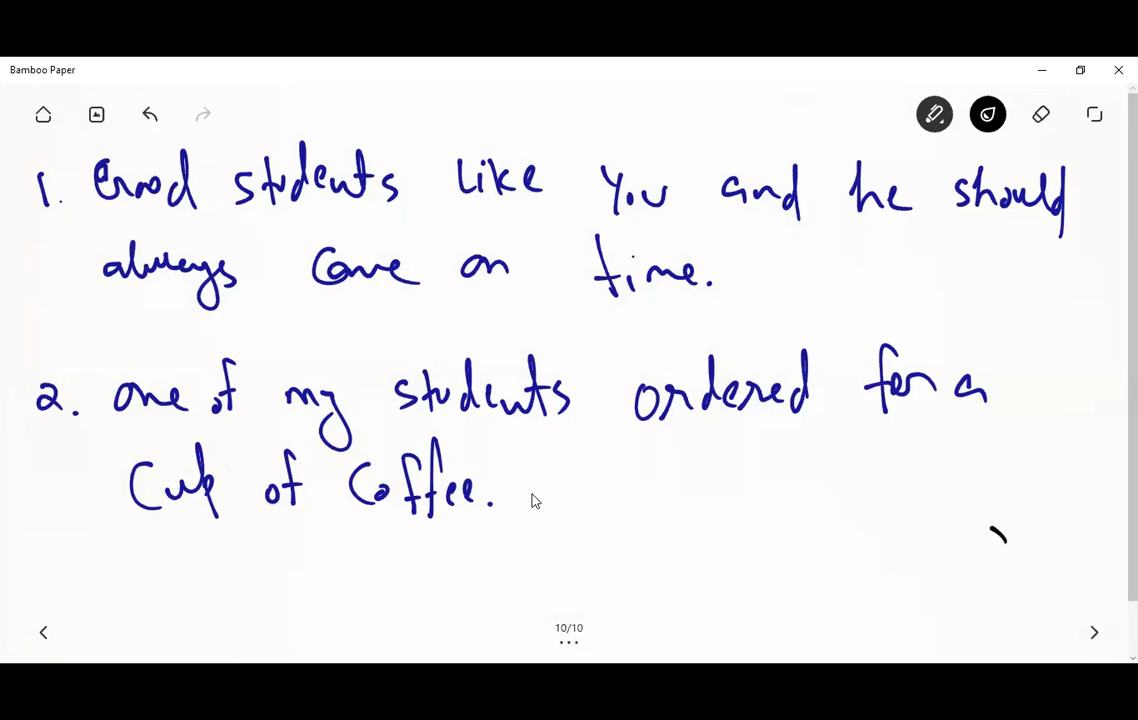 Bamboo Paper
1. Good students like you and he should
always come on time.
2. one of my students ordered for a
Cup of Coffee.
10/10